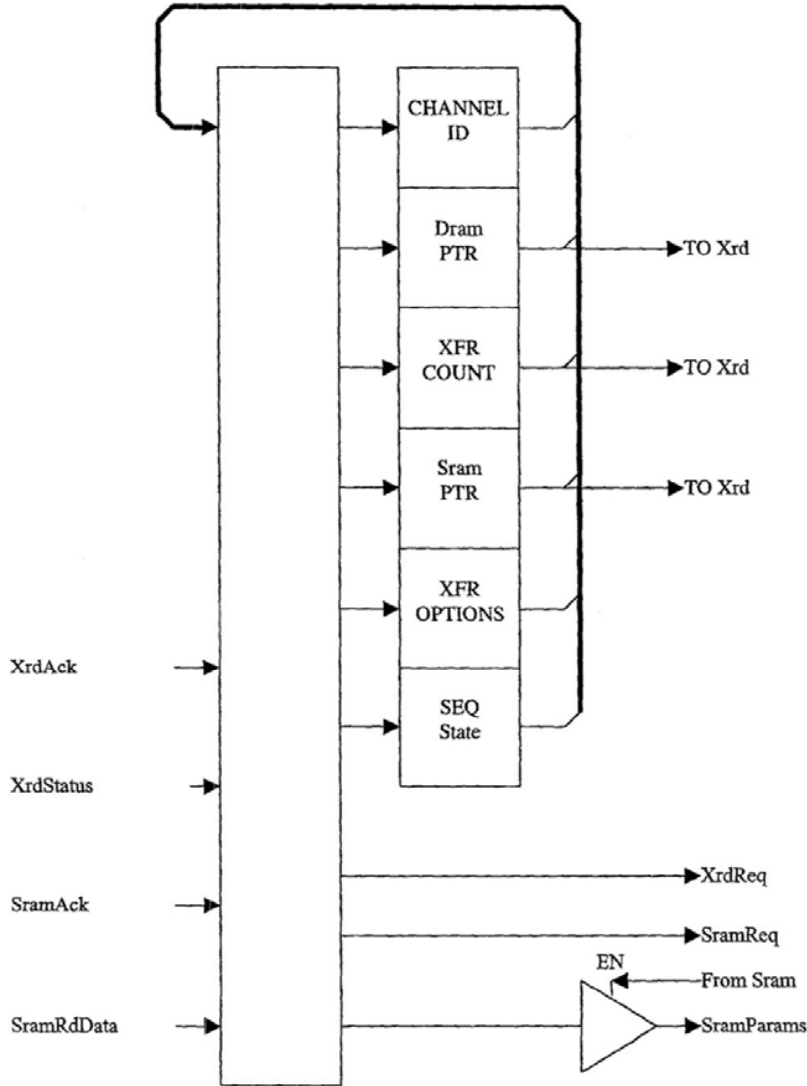 CHANNEL
ID
Dram
PTR
TO Xrd
XFR
COUNT
TO Xrd
Sram
PTR
TO Xrd
XFR
OPTIONS
XrdAck
SEQ
State
XrdStatus
XrdReq
SramAck
SramReq
EN
From Sram
SramRdData
SramParams